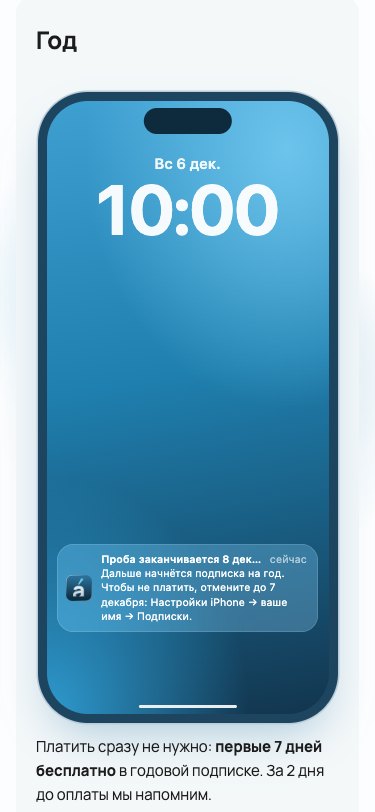 Год
Вс 6 дек.
10:00
Проба заканчивается 8 дек... сейчас
Дальше начнётся подписка на год.
Чтобы не платить, отмените до 7
декабря: Настройки iPhone → ваше
имя → Подписки.
á
Платить сразу не нужно: первые 7 дней
бесплатно в годовой подписке. За 2 дня
до оплаты мы напомним.